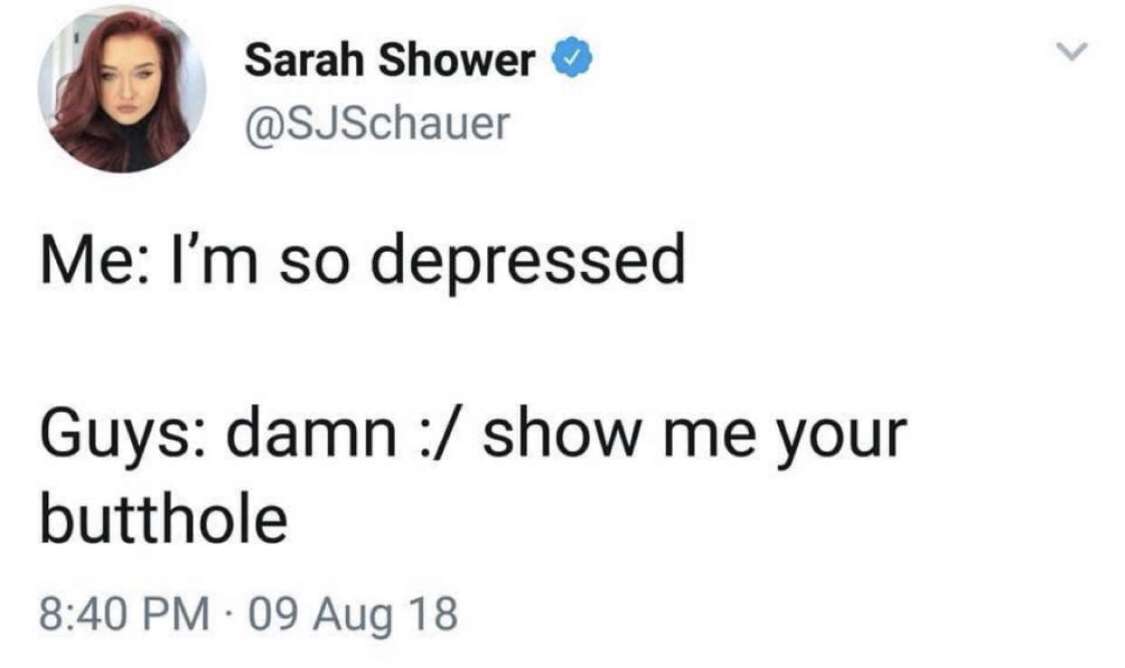 Sarah Shower
@SJSchauer
Me: I’m so depressed
Guys: damn :/ show me your
butthole
8:40 PM · 09 Aug 18